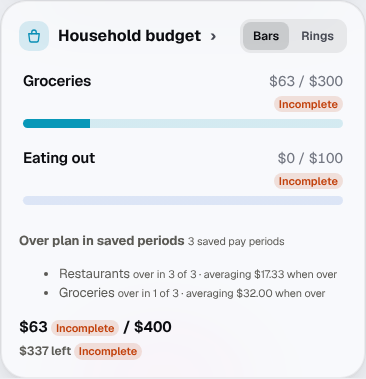 Household budget ›
Bars Rings
Groceries $63 / $300
Incomplete
Eating out $0 / $100
Incomplete
Over plan in saved periods 3 saved pay periods
• Restaurants over in 3 of 3 · averaging $17.33 when over
• Groceries over in 1 of 3 · averaging $32.00 when over
$63 Incomplete / $400
$337 left Incomplete